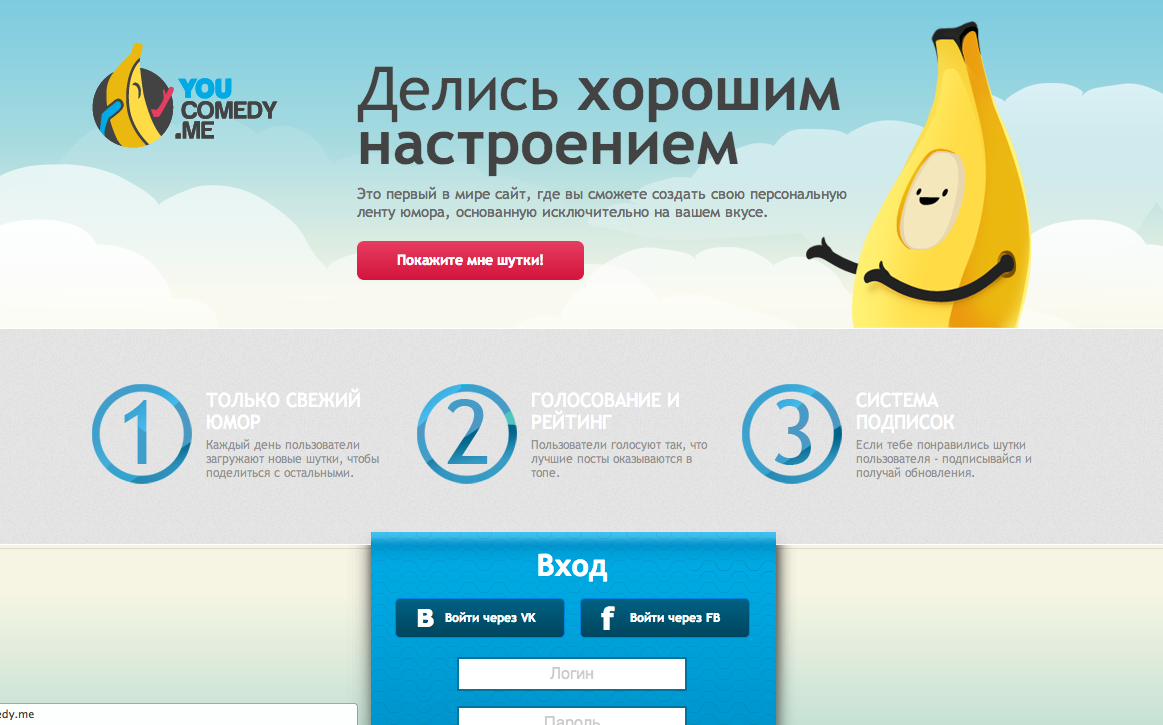 YOU
COMEDY
.ME
Делись хорошим
настроением
Это первый в мире сайт, где вы сможете создать свою персональную
ленту юмора, основанную исключительно на вашем вкусе.
Покажите мне шутки!
1
ТОЛЬКО СВЕЖИЙ
ЮМОР
Каждый день пользователи
загружают новые шутки, чтобы
поделиться с остальными.
2
ГОЛОСОВАНИЕ И
РЕЙТИНГ
Пользователи голосуют так, что
лучшие посты оказываются в
топе.
3
СИСТЕМА
ПОДПИСОК
Если тебе понравились шутки
пользователя - подписывайся и
получай обновления.
Вход
В Войти через VK
f Войти через FB
Логин
Пароль
edy.me